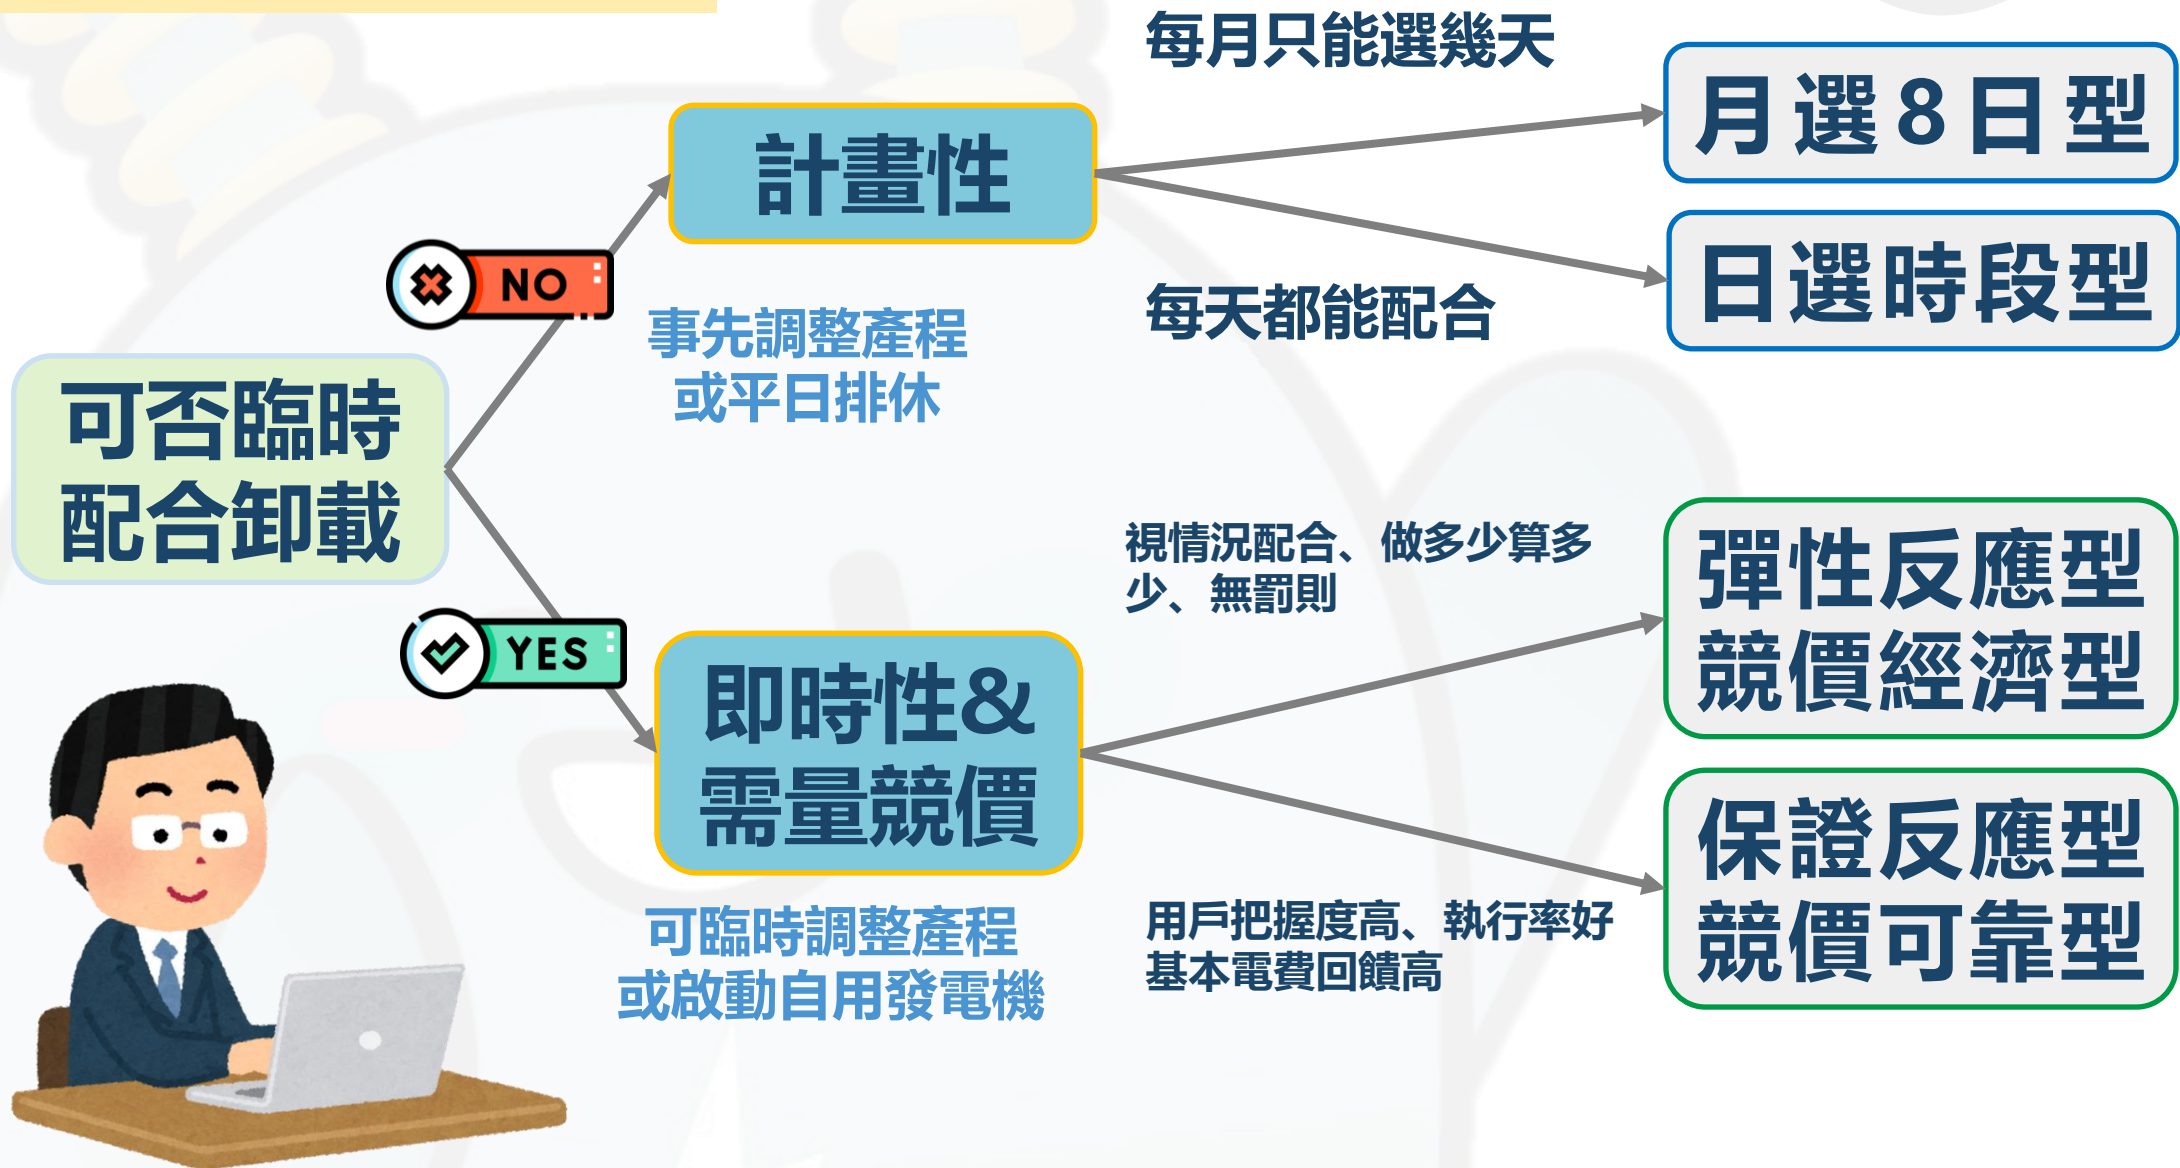 每月只能選幾天
月選8日型
計畫性
日選時段型
NO
每天都能配合
事先調整產程
或平日排休
可否臨時
配合卸載
視情況配合、做多少算多
少、無罰則
彈性反應型
競價經濟型
YES
即時性&
需量競價
保證反應型
競價可靠型
用戶把握度高、執行率好
基本電費回饋高
可臨時調整產程
或啟動自用發電機